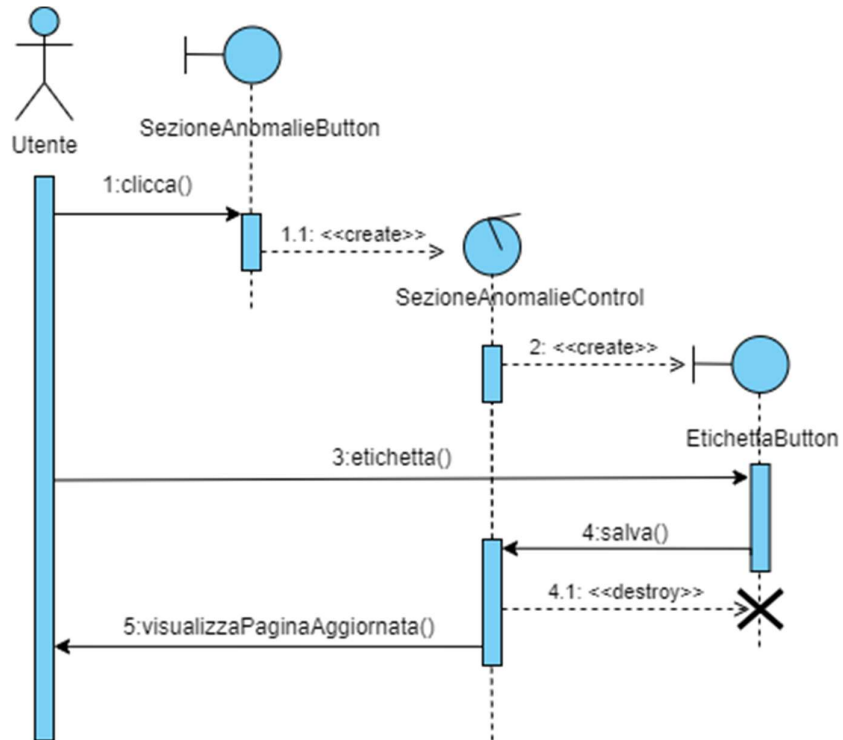 SezioneAnomalieButton
Utente
1:clicca()
1.1: <<create>>
SezioneAnomalieControl
2: <<create>>
EtichettaButton
3:etichetta()
4:salva()
4.1: <<destroy>>
5:visualizzaPaginaAggiornata()